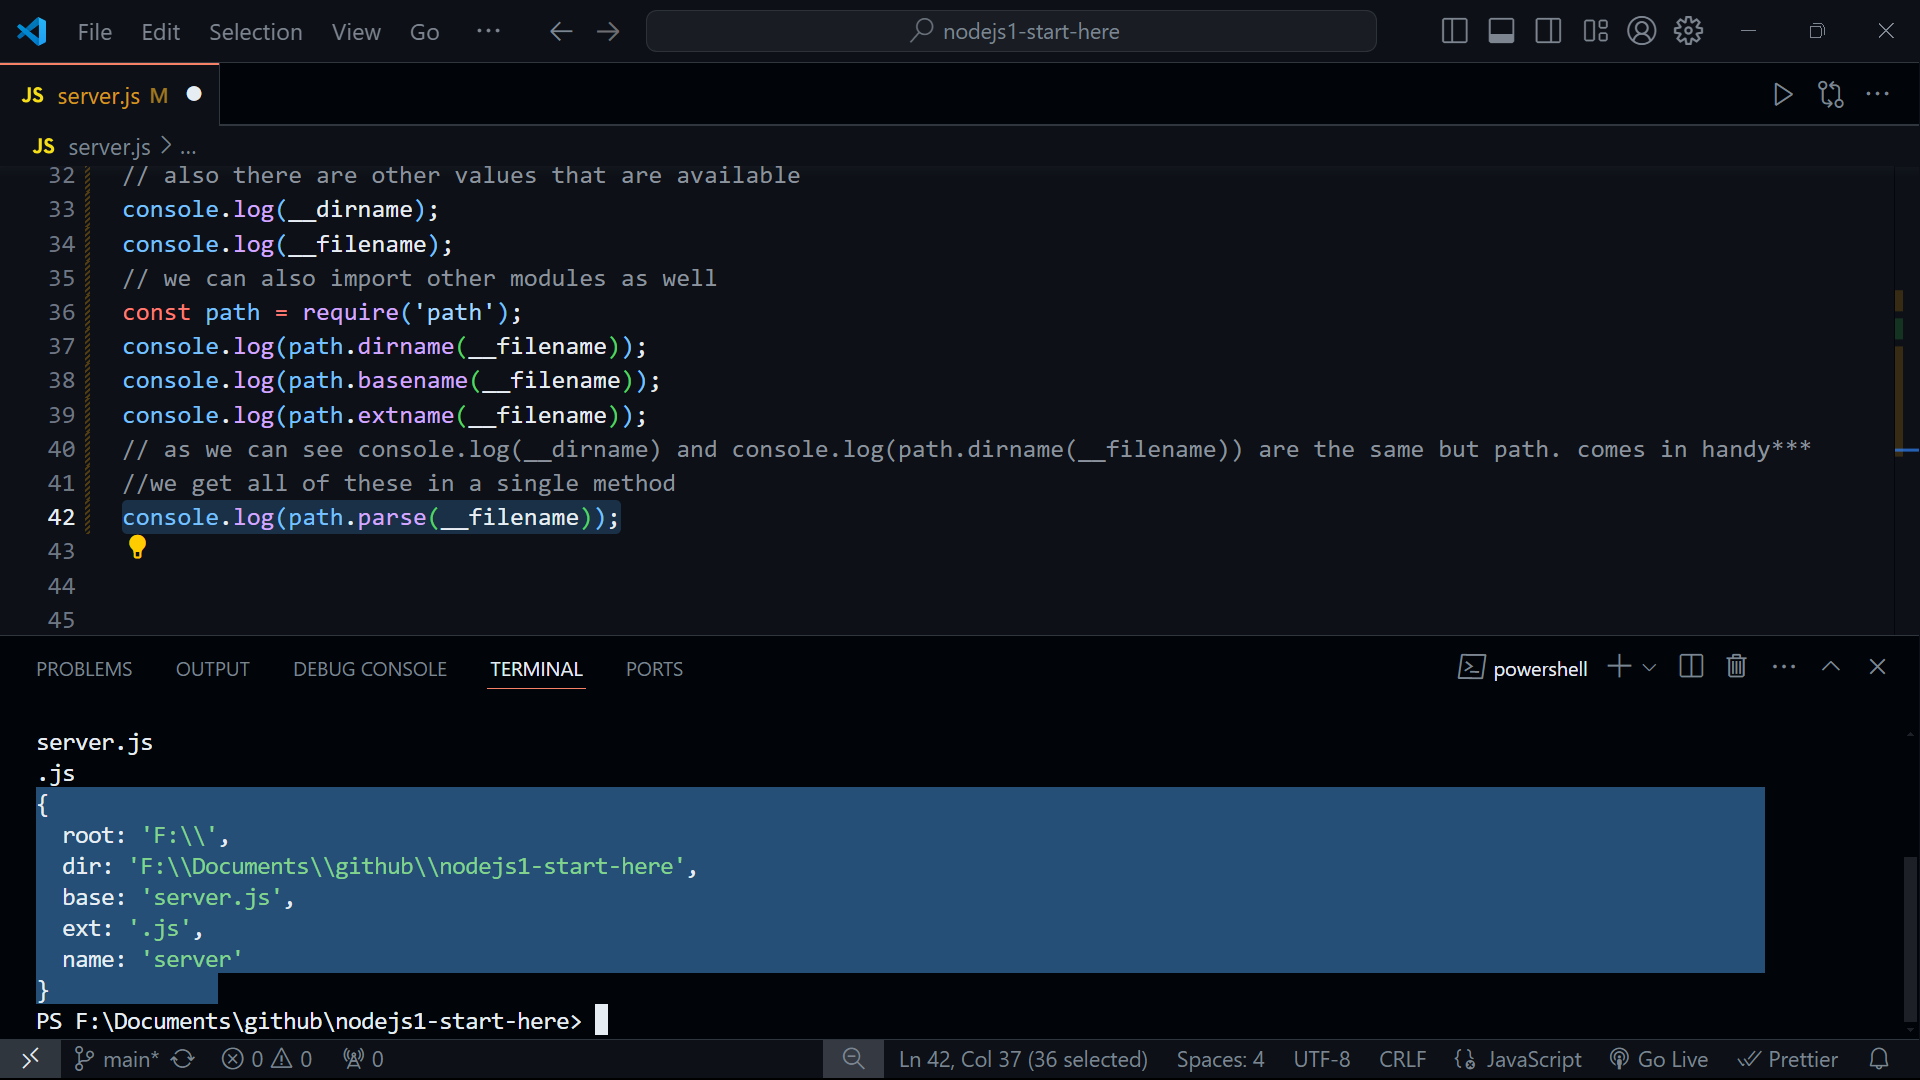 File Edit Selection View Go ··· nodejs1-start-here
JS server.js M
JS server.js > ...
32 // also there are other values that are available
33 console.log(__dirname);
34 console.log(__filename);
35 // we can also import other modules as well
36 const path = require('path');
37 console.log(path.dirname(__filename));
38 console.log(path.basename(__filename));
39 console.log(path.extname(__filename));
40 // as we can see console.log(__dirname) and console.log(path.dirname(__filename)) are the same but path. comes in handy***
41 //we get all of these in a single method
42 console.log(path.parse(__filename));
43
44
45
PROBLEMS OUTPUT DEBUG CONSOLE TERMINAL PORTS powershell
server.js
.js
{
  root: 'F:\\',
  dir: 'F:\\Documents\\github\\nodejs1-start-here',
  base: 'server.js',
  ext: '.js',
  name: 'server'
}
PS F:\Documents\github\nodejs1-start-here>
main* 0 0 0 Ln 42, Col 37 (36 selected) Spaces: 4 UTF-8 CRLF JavaScript Go Live Prettier